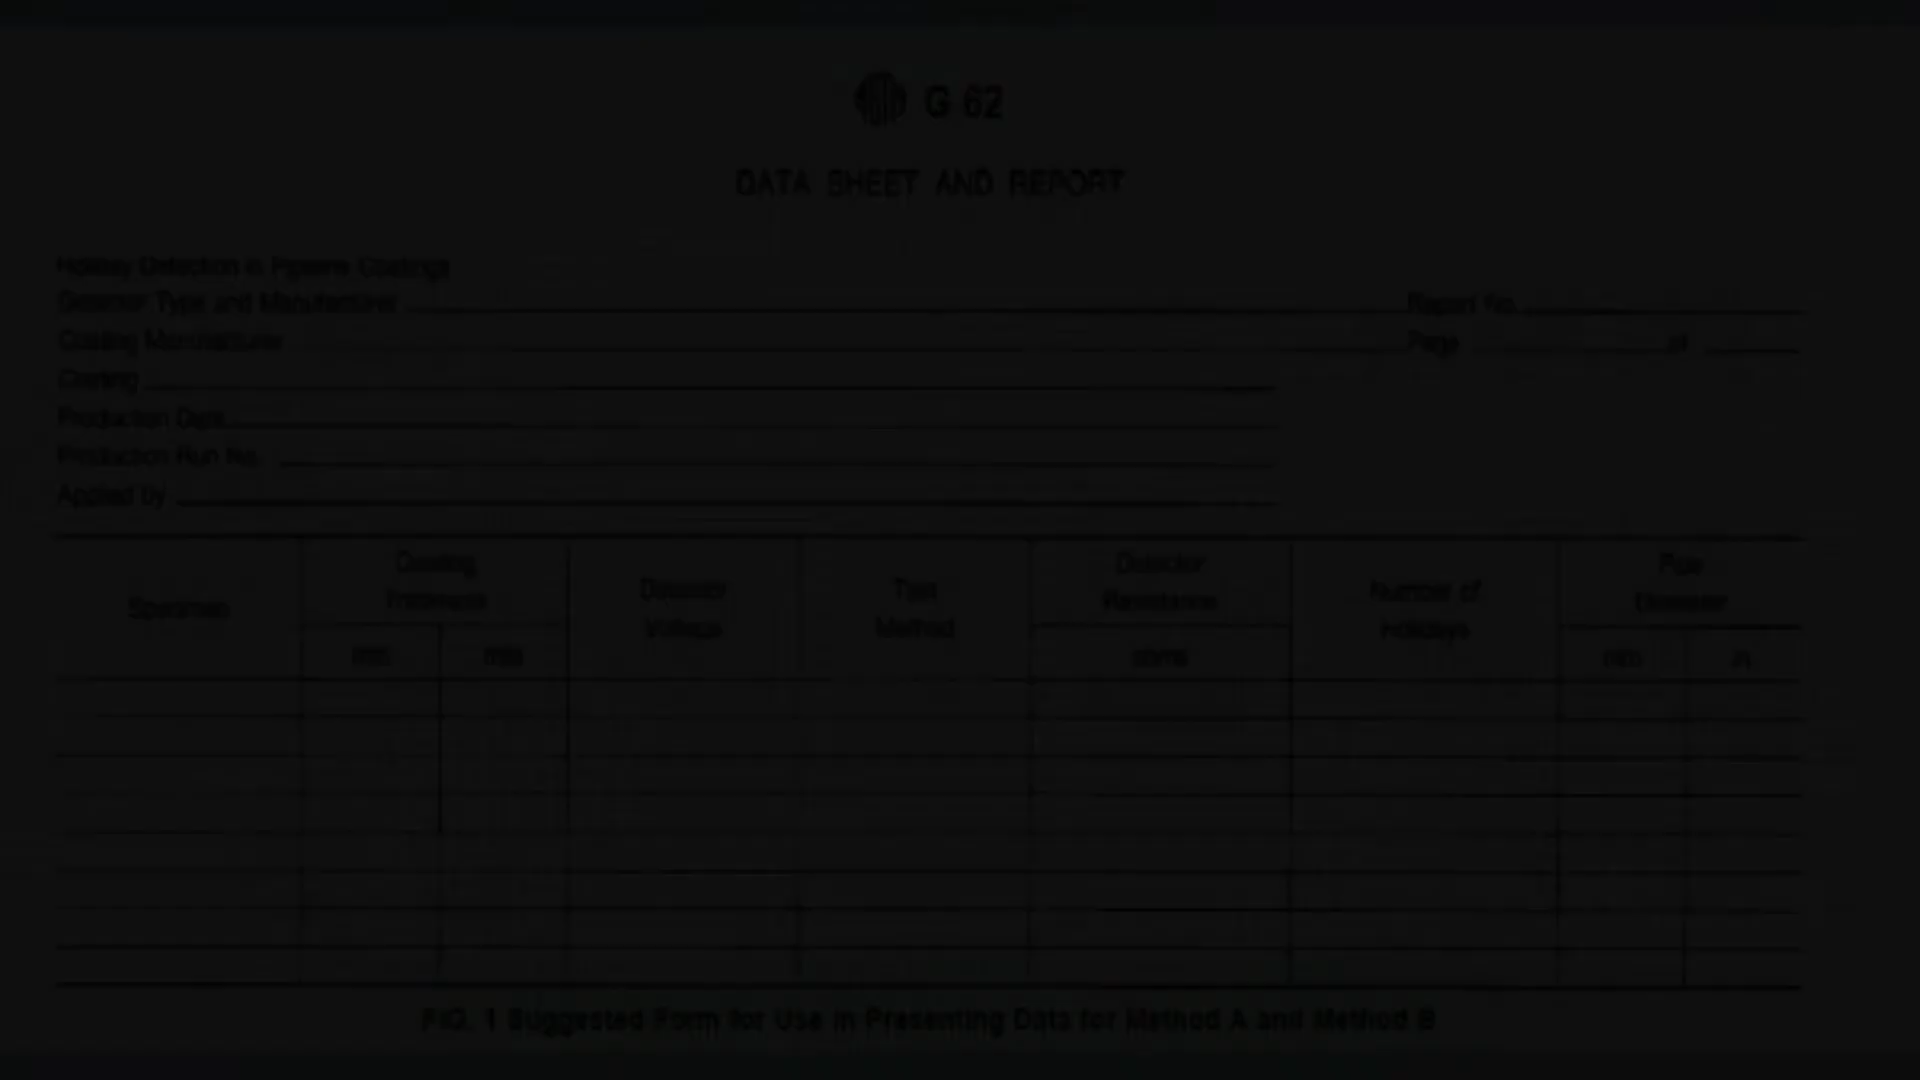 G 62
DATA SHEET AND REPORT
Holiday Detection in Pipeline Coatings
Detector Type and Manufacturer
Report No.
Coating Manufacturer
Page of
Coating
Production Date
Production Run No.
Applied by
Specimen
Coating
Thickness
mm
mils
Detector
Voltage
Test
Method
Detector
Resistance
ohms
Number of
Holidays
Flaw
Diameter
mm
in.
FIG. 1 Suggested Form for Use in Presenting Data for Method A and Method B